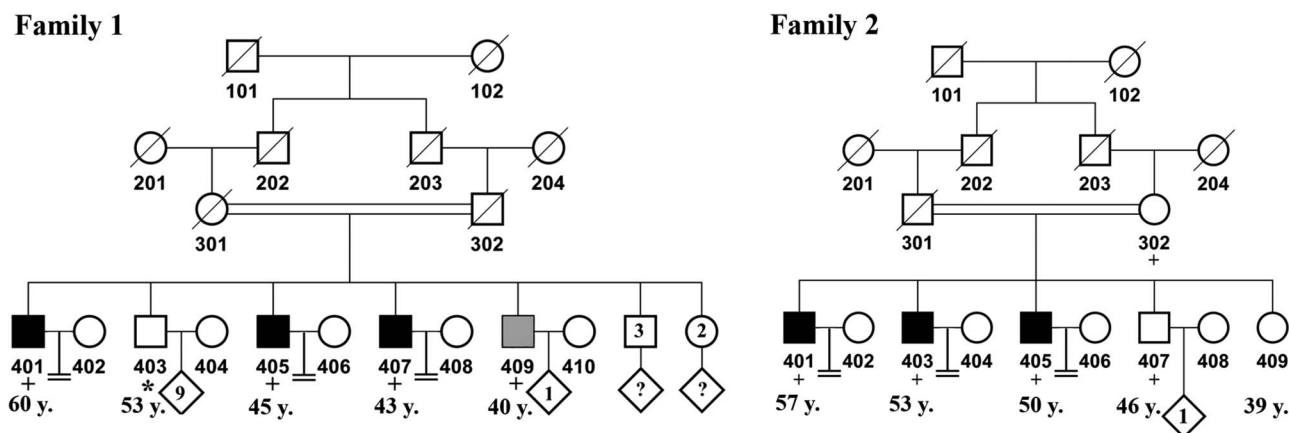 Family 1
Family 2
101 102
101 102
201 202 203 204
201 202 203 204
301 302
301 302
+
3 2
401 402 403 404 405 406 407 408 409 410 ? ?
+ * + + +
9 1
60 y. 53 y. 45 y. 43 y. 40 y.
401 402 403 404 405 406 407 408 409
+ + + +
1
57 y. 53 y. 50 y. 46 y. 39 y.